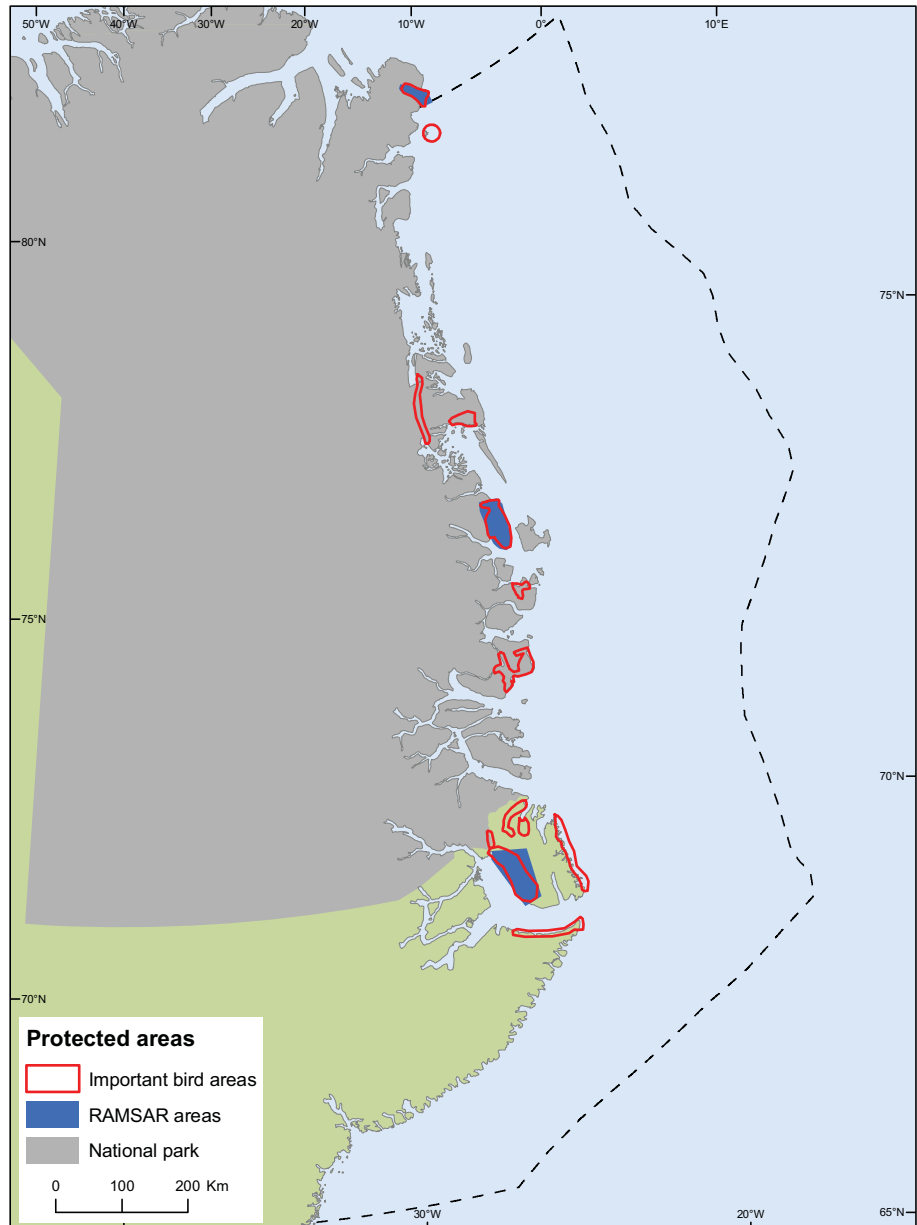 50°W 40°W 30°W 20°W 10°W 0° 10°E
80°N
75°N
75°N
70°N
70°N
Protected areas
Important bird areas
RAMSAR areas
National park
0 100 200 Km
30°W 20°W
65°N